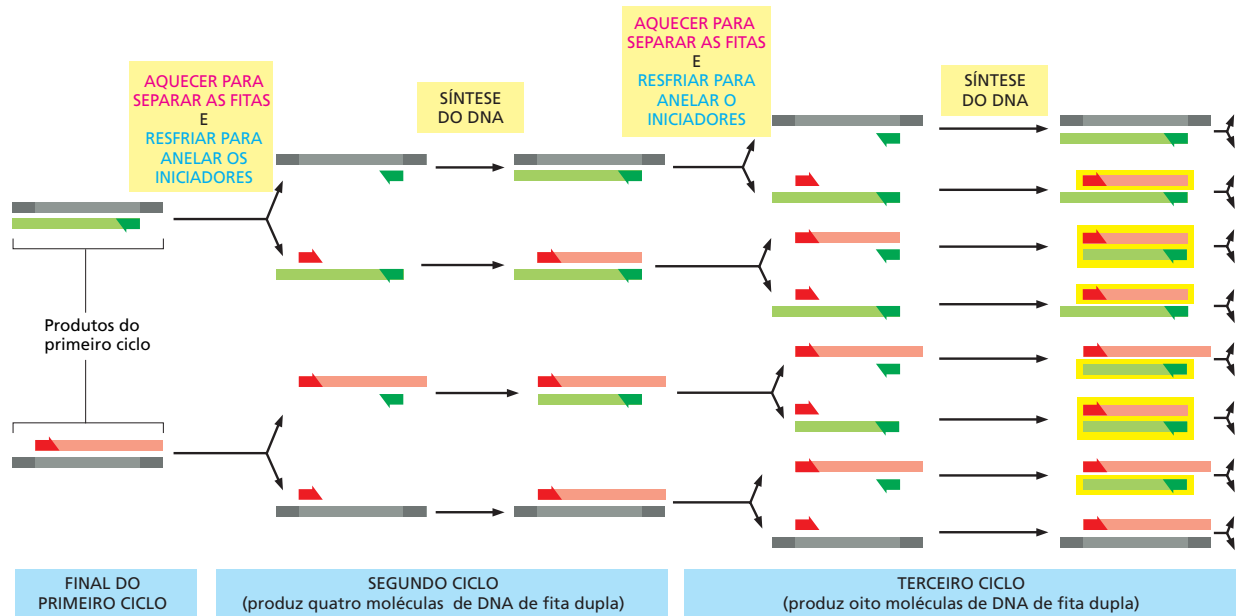 AQUECER PARA
SEPARAR AS FITAS
E
RESFRIAR PARA
ANELAR OS
INICIADORES
SÍNTESE
DO DNA
AQUECER PARA
SEPARAR AS FITAS
E
RESFRIAR PARA
ANELAR O
INICIADORES
SÍNTESE
DO DNA
Produtos do
primeiro ciclo
FINAL DO
PRIMEIRO CICLO
SEGUNDO CICLO
(produz quatro moléculas de DNA de fita dupla)
TERCEIRO CICLO
(produz oito moléculas de DNA de fita dupla)